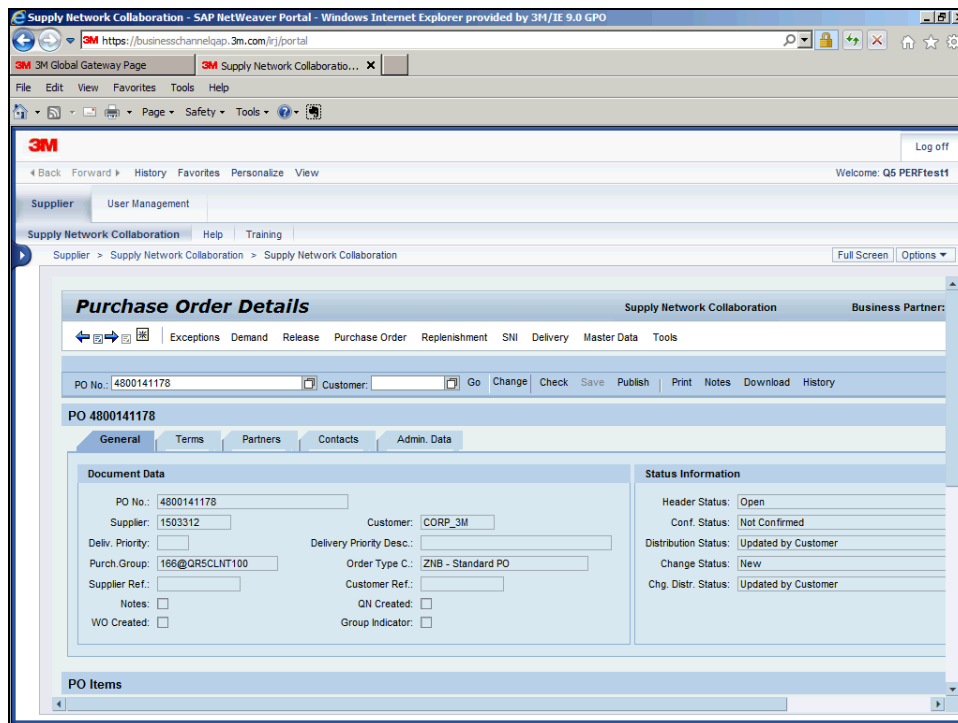 Supply Network Collaboration - SAP NetWeaver Portal - Windows Internet Explorer provided by 3M/IE 9.0 GPO
3M https://businesschannelqap.3m.com/irj/portal
3M 3M Global Gateway Page 3M Supply Network Collaboratio... X
File Edit View Favorites Tools Help
Page Safety Tools
3M Log off
Back Forward History Favorites Personalize View Welcome: Q5 PERFtest1
Supplier User Management
Supply Network Collaboration Help Training
Supplier > Supply Network Collaboration > Supply Network Collaboration Full Screen Options
Purchase Order Details Supply Network Collaboration Business Partner:
Exceptions Demand Release Purchase Order Replenishment SNI Delivery Master Data Tools
PO No.: 4800141178 Customer: Go Change Check Save Publish Print Notes Download History
PO 4800141178
General Terms Partners Contacts Admin. Data
Document Data Status Information
PO No.: 4800141178 Header Status: Open
Supplier: 1503312 Customer: CORP_3M Conf. Status: Not Confirmed
Deliv. Priority: Delivery Priority Desc.: Distribution Status: Updated by Customer
Purch.Group: 166@QR5CLNT100 Order Type C.: ZNB - Standard PO Change Status: New
Supplier Ref.: Customer Ref.: Chg. Distr. Status: Updated by Customer
Notes: QN Created:
WO Created: Group Indicator:
PO Items